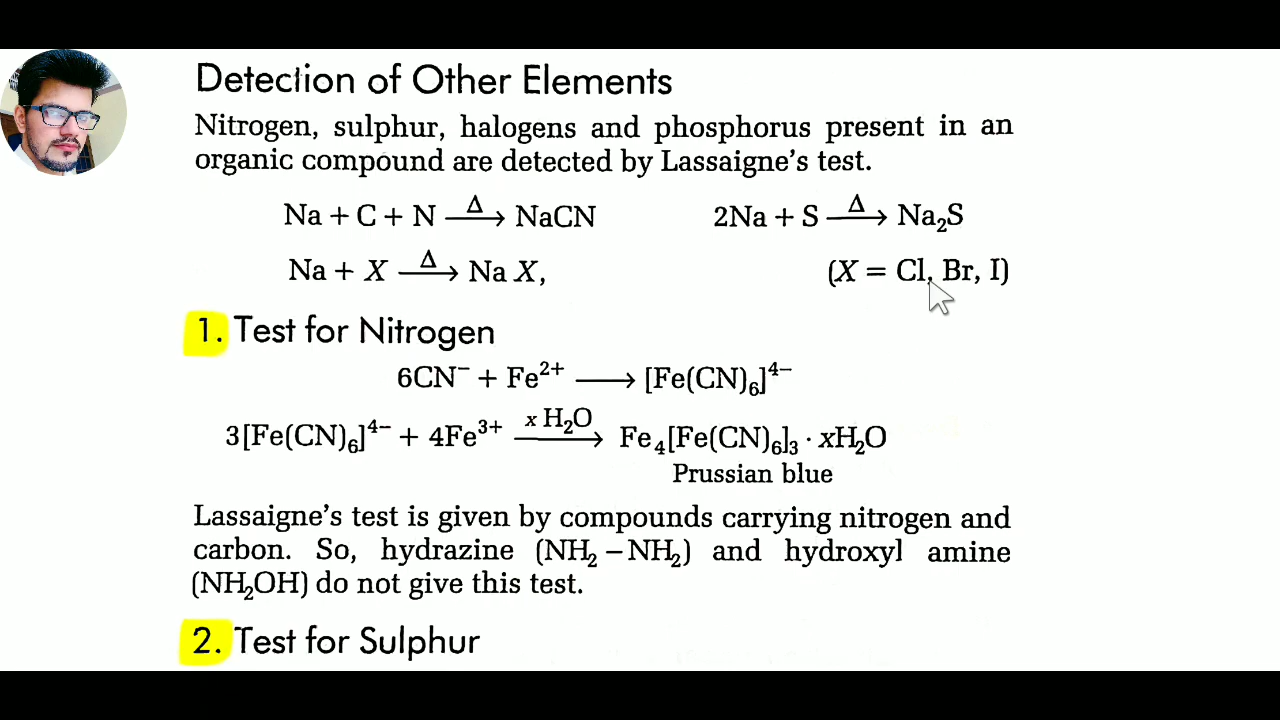 Detection of Other Elements
Nitrogen, sulphur, halogens and phosphorus present in an
organic compound are detected by Lassaigne's test.
Na + C + N —Δ→ NaCN 2Na + S —Δ→ Na₂S
Na + X —Δ→ Na X, (X = Cl, Br, I)
1. Test for Nitrogen
6CN⁻ + Fe²⁺ ⟶ [Fe(CN)₆]⁴⁻
3[Fe(CN)₆]⁴⁻ + 4Fe³⁺ —x H₂O→ Fe₄[Fe(CN)₆]₃ · xH₂O
Prussian blue
Lassaigne's test is given by compounds carrying nitrogen and
carbon. So, hydrazine (NH₂ – NH₂) and hydroxyl amine
(NH₂OH) do not give this test.
2. Test for Sulphur